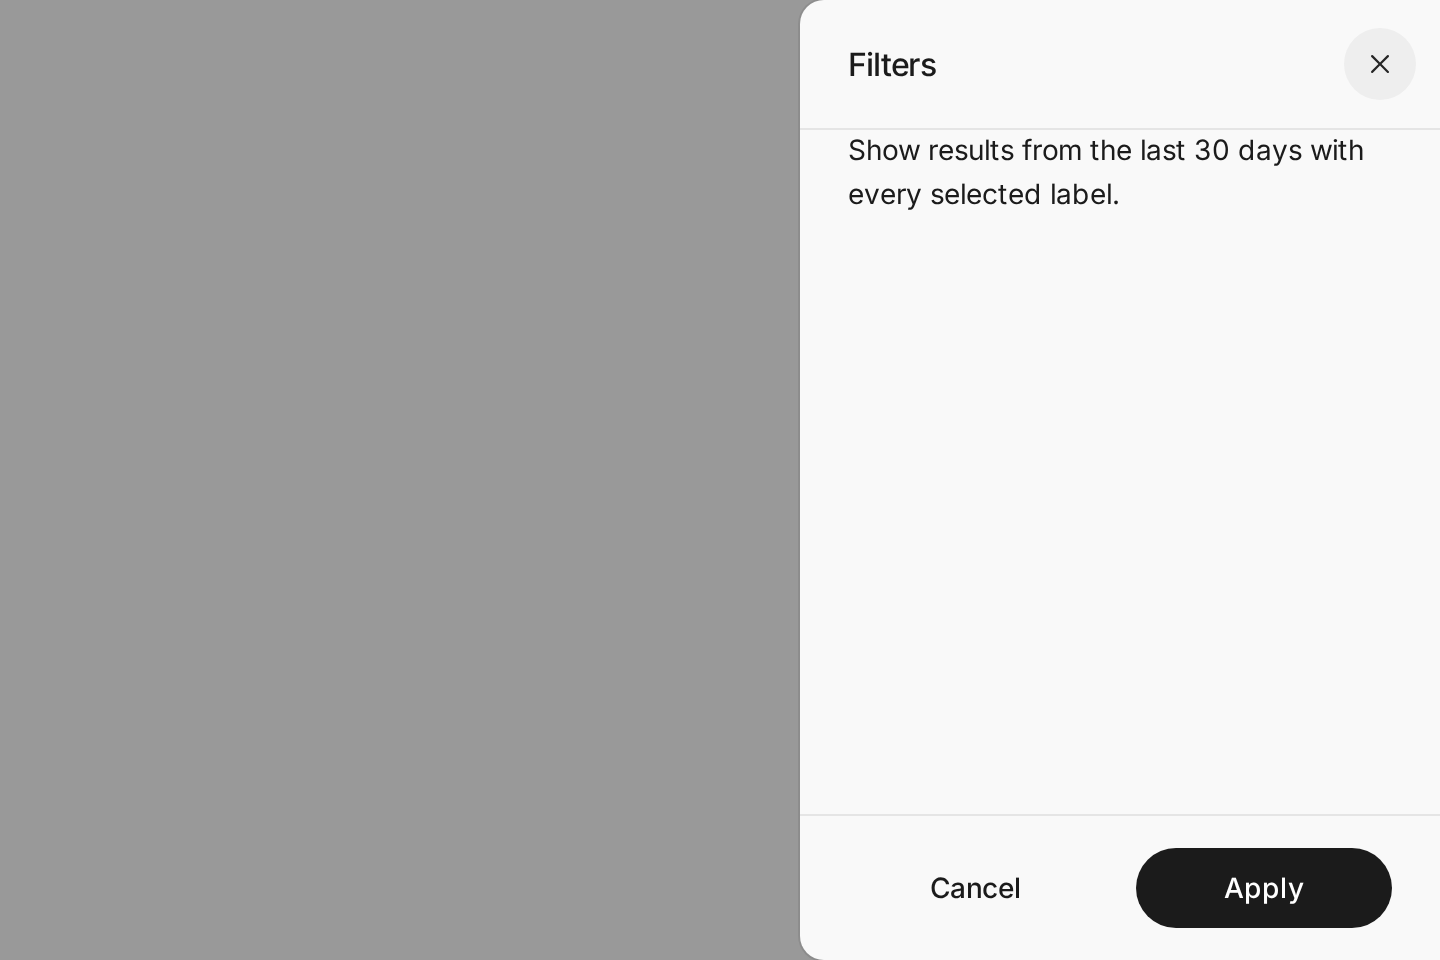 Filters
Show results from the last 30 days with
every selected label.
Cancel
Apply